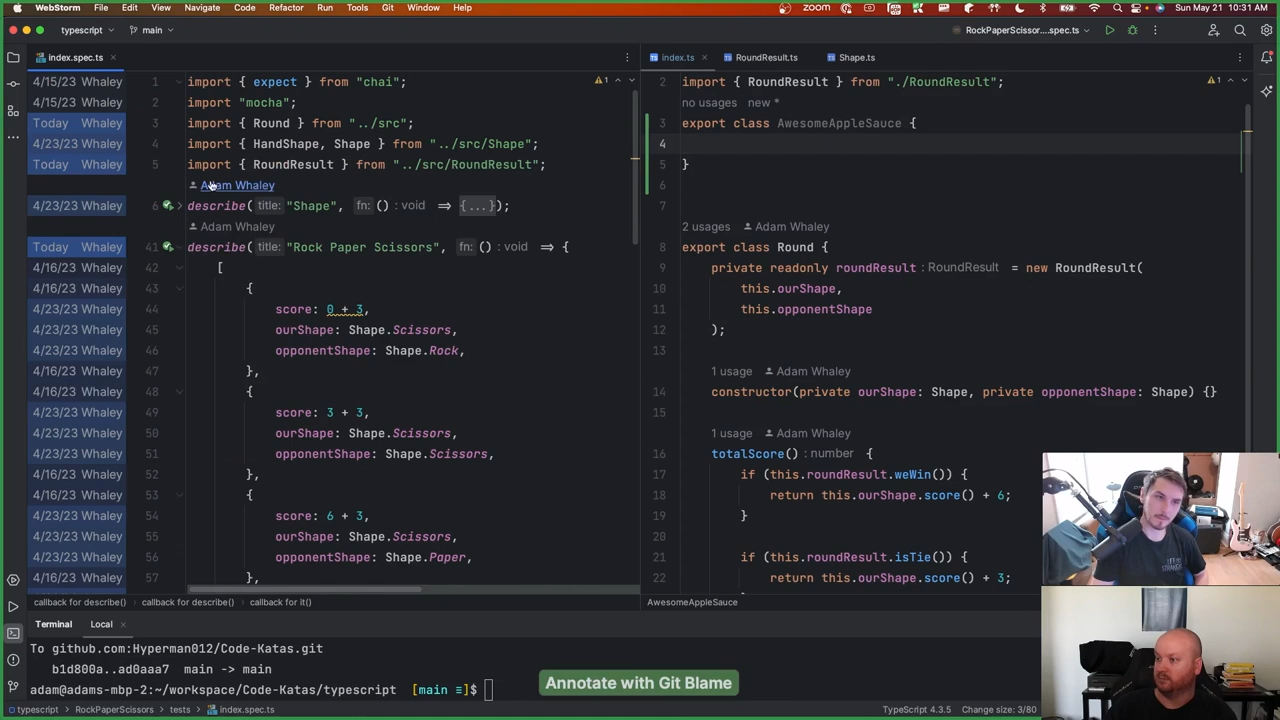 WebStorm File Edit View Navigate Code Refactor Run Tools Git Window Help zoom Sun May 21 10:31 AM
typescript main RockPaperScissor....spec.ts
index.spec.ts
4/15/23 Whaley 1 import { expect } from "chai"; 1
4/15/23 Whaley 2 import "mocha";
Today Whaley 3 import { Round } from "../src";
4/23/23 Whaley 4 import { HandShape, Shape } from "../src/Shape";
Today Whaley 5 import { RoundResult } from "../src/RoundResult";
Adam Whaley
4/23/23 Whaley 6 describe( title: "Shape", fn: () : void => {...});
Adam Whaley
Today Whaley 41 describe( title: "Rock Paper Scissors", fn: () : void => {
4/16/23 Whaley 42 [
4/16/23 Whaley 43 {
4/23/23 Whaley 44 score: 0 + 3,
4/23/23 Whaley 45 ourShape: Shape.Scissors,
4/23/23 Whaley 46 opponentShape: Shape.Rock,
4/16/23 Whaley 47 },
4/16/23 Whaley 48 {
4/23/23 Whaley 49 score: 3 + 3,
4/23/23 Whaley 50 ourShape: Shape.Scissors,
4/23/23 Whaley 51 opponentShape: Shape.Scissors,
4/16/23 Whaley 52 },
4/16/23 Whaley 53 {
4/23/23 Whaley 54 score: 6 + 3,
4/23/23 Whaley 55 ourShape: Shape.Scissors,
4/23/23 Whaley 56 opponentShape: Shape.Paper,
4/16/23 Whaley 57 },
callback for describe() callback for describe() callback for it()
index.ts RoundResult.ts Shape.ts
2 import { RoundResult } from "./RoundResult"; 1
no usages new *
3 export class AwesomeAppleSauce {
4
5 }
6
7
2 usages Adam Whaley
8 export class Round {
9 private readonly roundResult : RoundResult = new RoundResult(
10 this.ourShape,
11 this.opponentShape
12 );
13
1 usage Adam Whaley
14 constructor(private ourShape: Shape, private opponentShape: Shape) {}
15
1 usage Adam Whaley
16 totalScore() : number {
17 if (this.roundResult.weWin()) {
18 return this.ourShape.score() + 6;
19 }
20
21 if (this.roundResult.isTie()) {
22 return this.ourShape.score() + 3;
AwesomeAppleSauce
Terminal Local
To github.com:Hyperman012/Code-Katas.git
b1d800a..ad0aaa7 main -> main
adam@adams-mbp-2:~/workspace/Code-Katas/typescript [main ≡]$
Annotate with Git Blame
typescript RockPaperScissors tests index.spec.ts TypeScript 4.3.5 Change size: 3/80